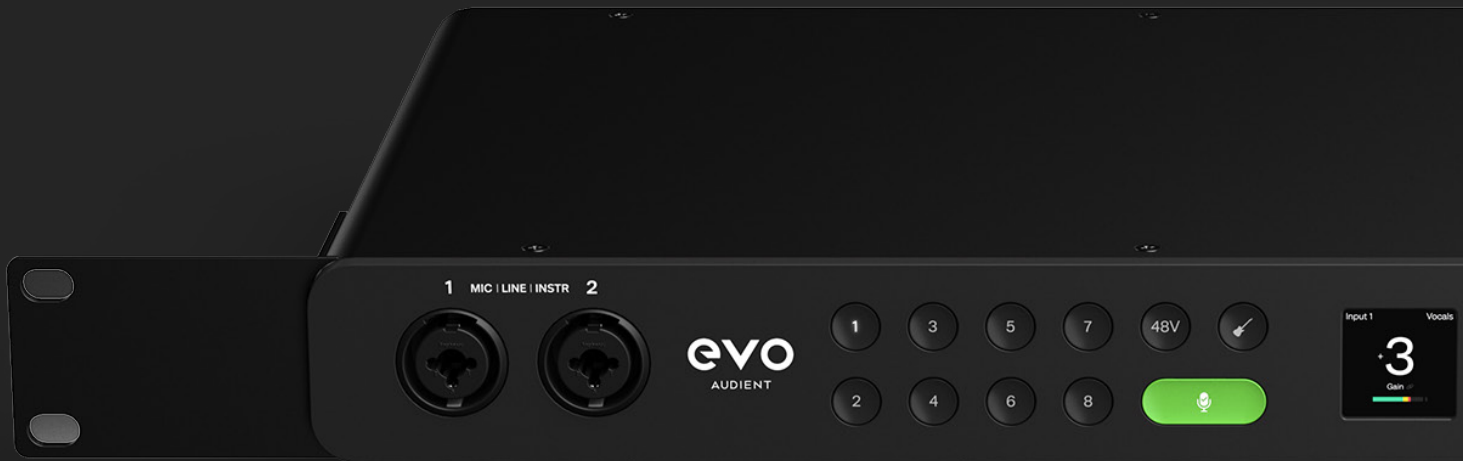 1 MIC | LINE | INSTR 2
evo
AUDIENT
1 3 5 7 48V
2 4 6 8
Input 1 Vocals
+3
Gain